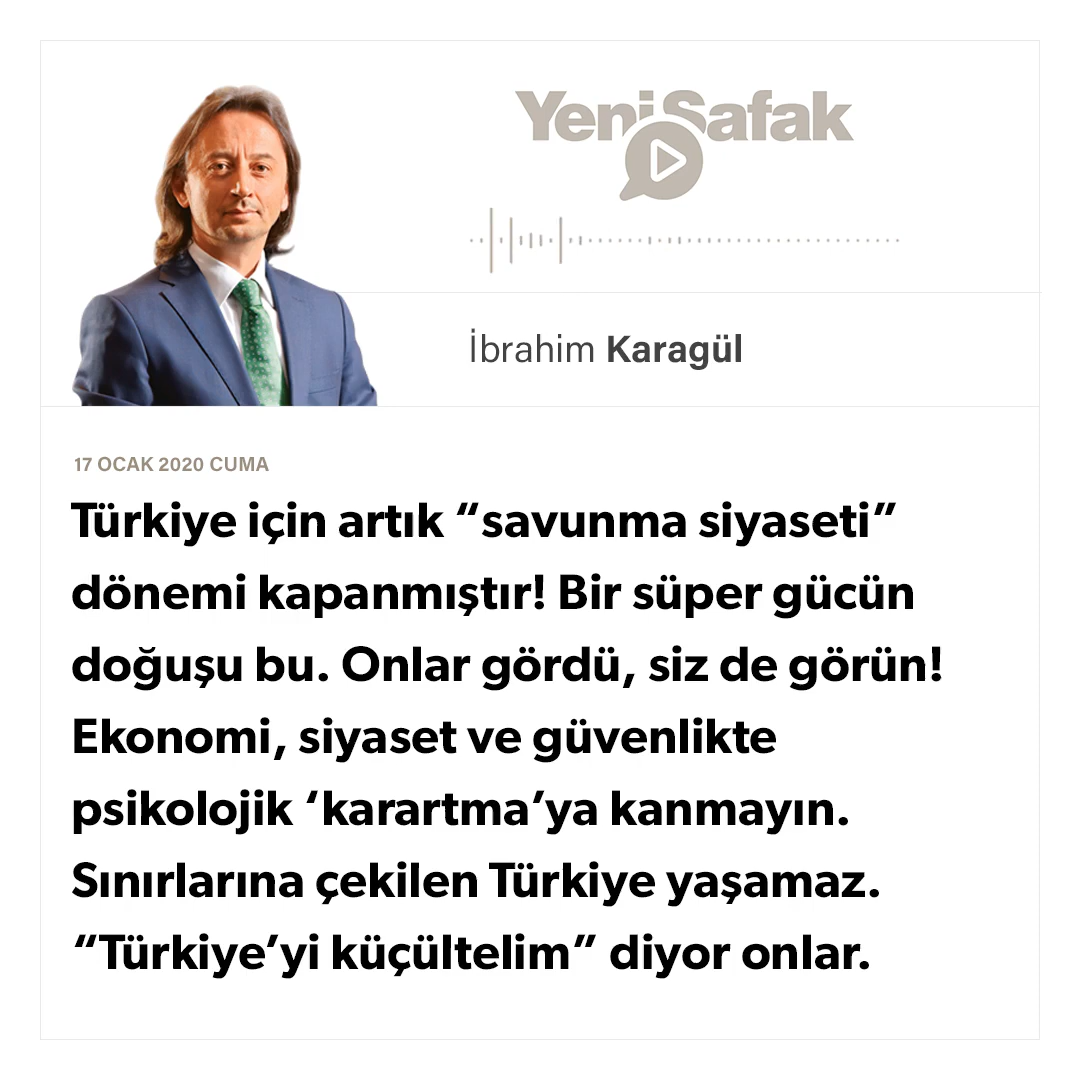 YeniŞafak
İbrahim Karagül
17 OCAK 2020 CUMA
Türkiye için artık “savunma siyaseti”
dönemi kapanmıştır! Bir süper gücün
doğuşu bu. Onlar gördü, siz de görün!
Ekonomi, siyaset ve güvenlikte
psikolojik ‘karartma’ya kanmayın.
Sınırlarına çekilen Türkiye yaşamaz.
“Türkiye’yi küçültelim” diyor onlar.